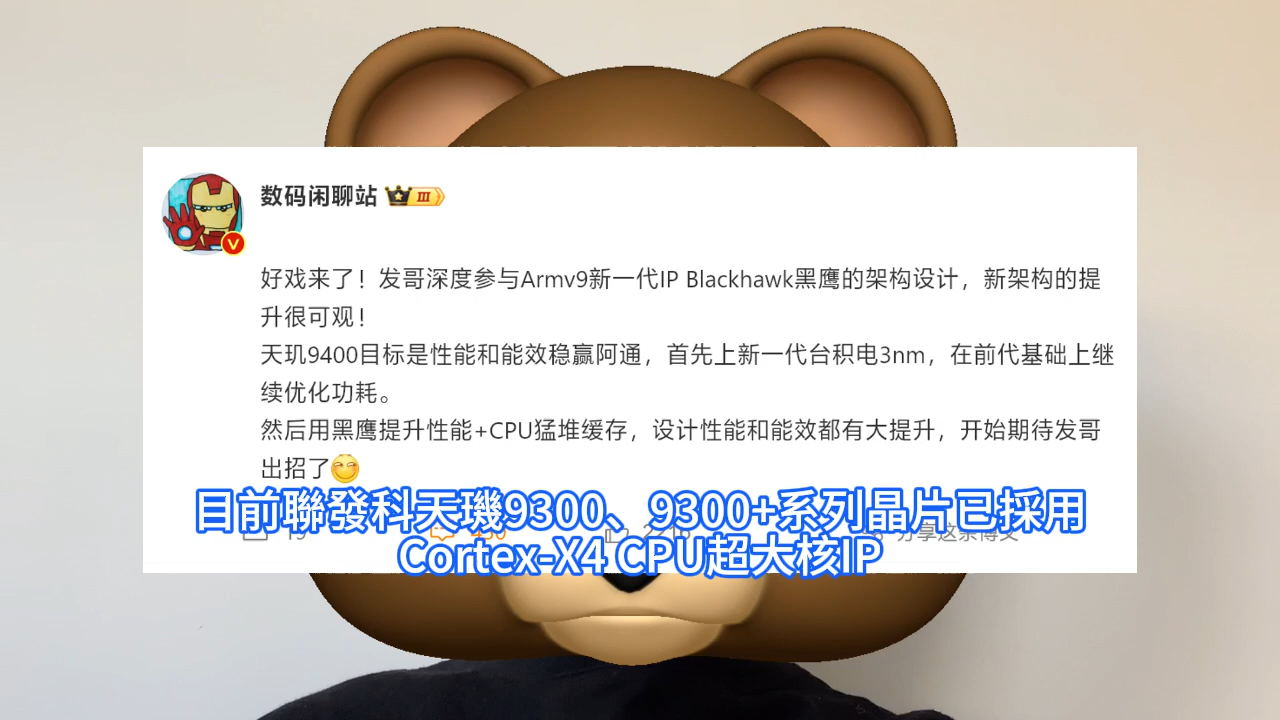 数码闲聊站 III
V
好戏来了！发哥深度参与Armv9新一代IP Blackhawk黑鹰的架构设计，新架构的提
升很可观！
天玑9400目标是性能和能效稳赢阿通，首先上新一代台积电3nm，在前代基础上继
续优化功耗。
然后用黑鹰提升性能+CPU猛堆缓存，设计性能和能效都有大提升，开始期待发哥
出招了
目前聯發科天璣9300、9300+系列晶片已採用
Cortex-X4 CPU超大核IP